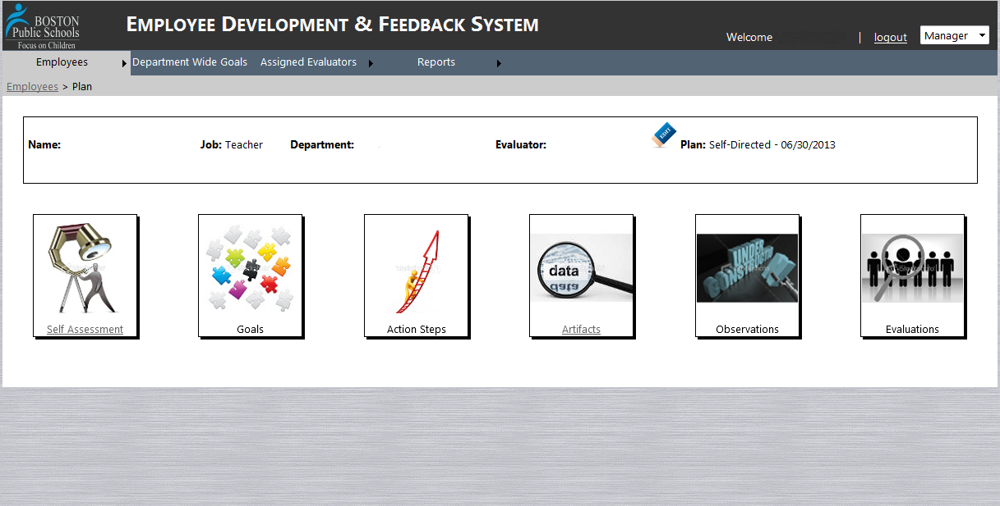 BOSTON
Public Schools
Focus on Children
EMPLOYEE DEVELOPMENT & FEEDBACK SYSTEM
Welcome | logout Manager
Employees Department Wide Goals Assigned Evaluators Reports
Employees > Plan
EDIT
Name: Job: Teacher Department: Evaluator: Plan: Self-Directed - 06/30/2013
data
data
UNDER
CONSTRUCTION
Self Assessment Goals Action Steps Artifacts Observations Evaluations